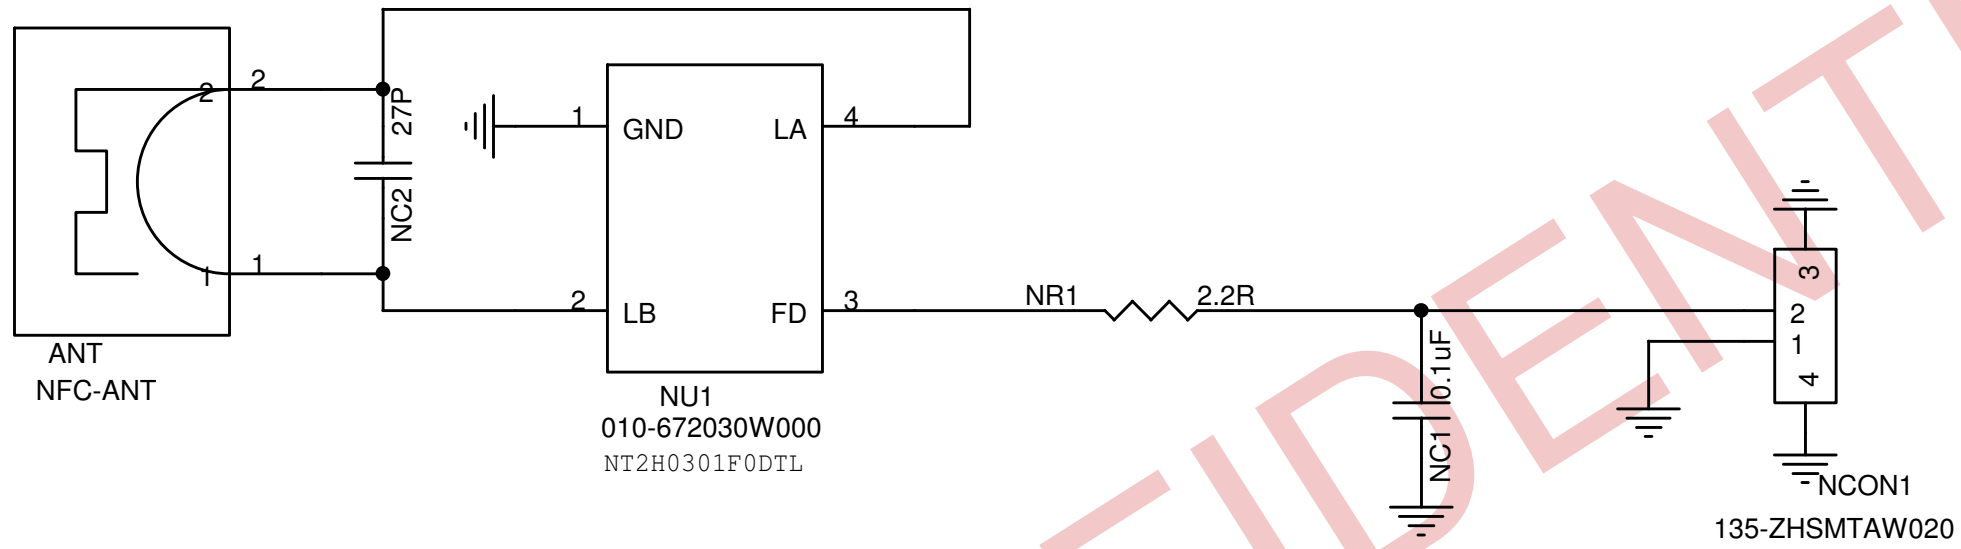 2
2
1
1
ANT
NFC-ANT
27P
NC2
1
GND
LA
4
2
LB
FD
3
NU1
010-672030W000
NT2H0301F0DTL
NR1
2.2R
0.1uF
NC1
3
2
1
4
NCON1
135-ZHSMTAW020
FIDENT